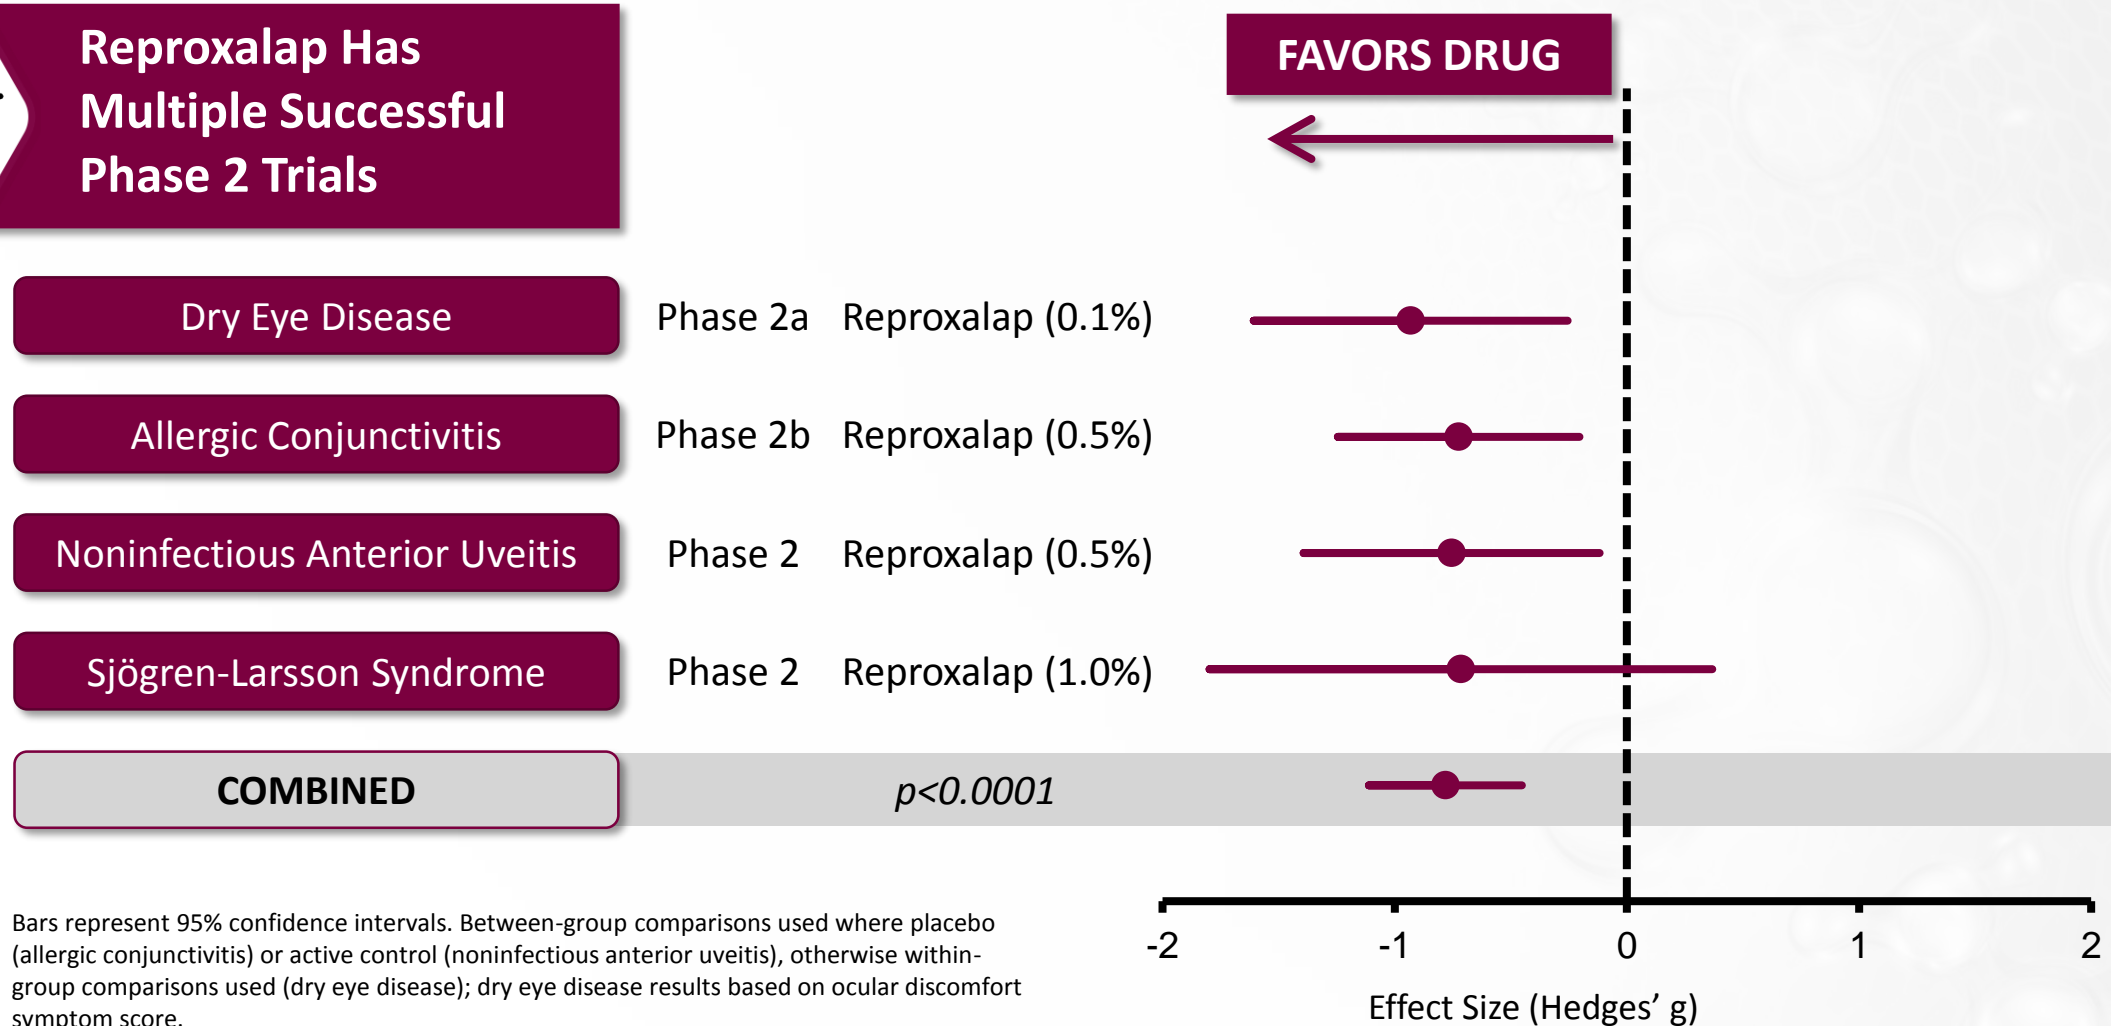 Reproxalap Has
Multiple Successful
Phase 2 Trials
FAVORS DRUG
Dry Eye Disease Phase 2a Reproxalap (0.1%)
Allergic Conjunctivitis Phase 2b Reproxalap (0.5%)
Noninfectious Anterior Uveitis Phase 2 Reproxalap (0.5%)
Sjögren-Larsson Syndrome Phase 2 Reproxalap (1.0%)
COMBINED p<0.0001
-2 -1 0 1 2
Effect Size (Hedges’ g)
Bars represent 95% confidence intervals. Between-group comparisons used where placebo
(allergic conjunctivitis) or active control (noninfectious anterior uveitis), otherwise within-
group comparisons used (dry eye disease); dry eye disease results based on ocular discomfort
symptom score.